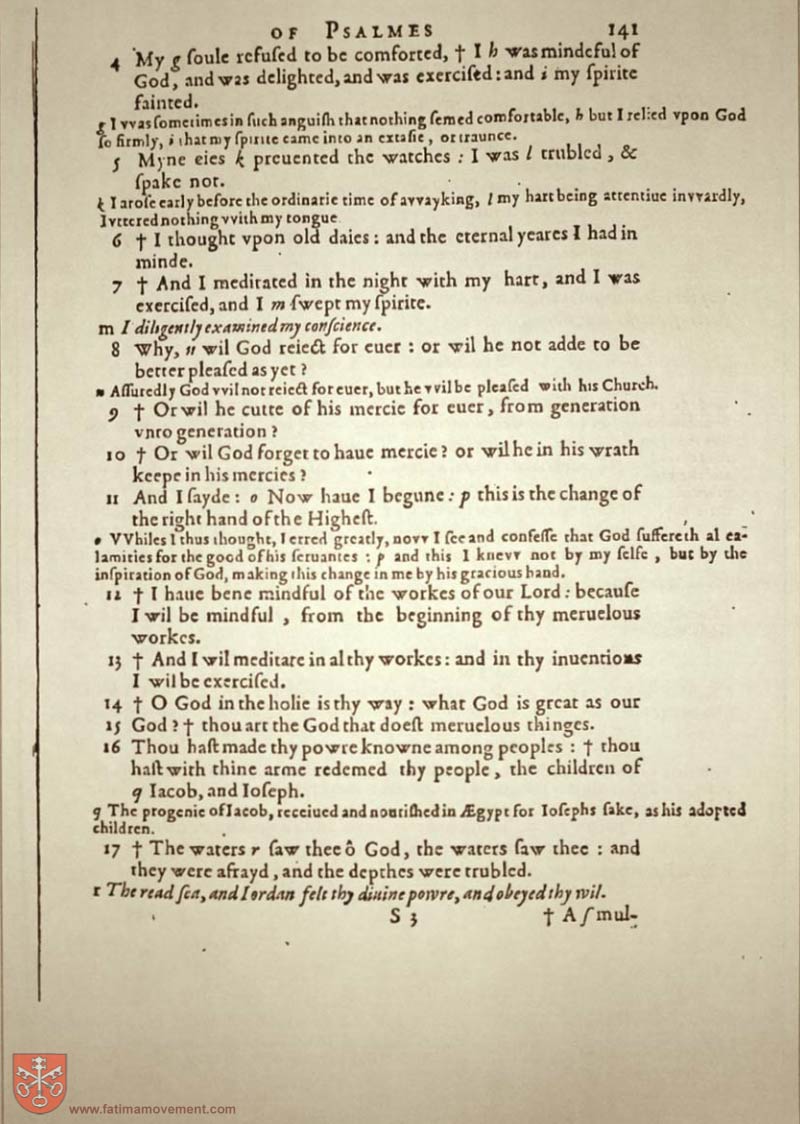 OF PSALMES 141
4 My g ſoule refuſed to be comforted, † I h was mindeful of
God, and was delighted, and was exerciſed: and i my ſpirite
fainted.
g I vvas ſometimes in ſuch anguiſh that nothing ſemed comfortable, h but I relied vpon God
ſo firmly, i that my ſpirite came into an extaſie, or traunce.
5 Myne eies k preuented the watches : I was l trubled, &
ſpake not.
k I aroſe early before the ordinarie time of avvayking, l my hart being attentiue invvardly,
I vttered nothing vvith my tongue
6 † I thought vpon old daies: and the eternal yeares I had in
minde.
7 † And I meditated in the night with my hart, and I was
exerciſed, and I m ſwept my ſpirite.
m I diligently examined my conſcience.
8 Why, n wil God reiect for euer : or wil he not adde to be
better pleaſed as yet ?
n Aſſuredly God vvil not reiect for euer, but he vvil be pleaſed with his Church.
9 † Or wil he cutte of his mercie for euer, from generation
vnto generation ?
10 † Or wil God forget to haue mercie? or wil he in his wrath
keepe in his mercies ?
11 And I ſayde : o Now haue I begune : p this is the change of
the right hand of the Higheſt.
o VVhiles I thus thought, I erred greatly, novv I ſee and confeſſe that God ſuffereth al ca-
lamities for the good of his ſeruantes : p and this I knevv not by my ſelfe, but by the
inſpiration of God, making this change in me by his gracious hand.
12 † I haue bene mindful of the workes of our Lord : becauſe
I wil be mindful, from the beginning of thy meruelous
workes.
13 † And I wil meditate in al thy workes: and in thy inuentions
I wil be exerciſed.
14 † O God in the holie is thy way : what God is great as our
15 God ? † thou art the God that doeſt meruelous thinges.
16 Thou haſt made thy powre knowne among peoples : † thou
haſt with thine arme redemed thy people, the children of
q Iacob, and Ioſeph.
q The progenie of Iacob, receiued and nouriſhed in Ægypt for Ioſephs ſake, as his adopted
children.
17 † The waters r ſaw thee ô God, the waters ſaw thee : and
they were afrayd, and the depthes were trubled.
r The read ſea, and Iordan felt thy diuine powre, and obeyed thy wil.
S 3 † A ſ mul-
www.fatimamovement.com